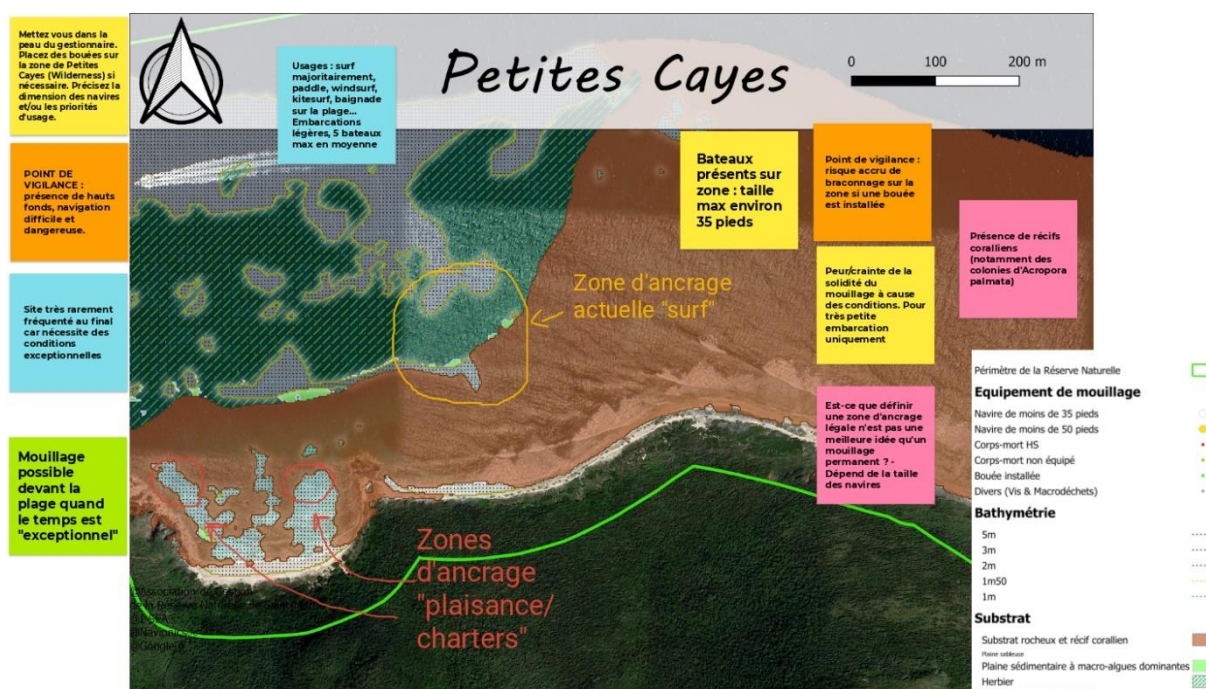 Mettez vous dans la
peau du gestionnaire.
Placez des bouées sur
la zone de Petites
Cayes (Wilderness) si
nécessaire. Précisez la
dimension des navires
et/ou les priorités
d'usage.
POINT DE
VIGILANCE :
présence de hauts
fonds, navigation
difficile et
dangereuse.
Site très rarement
fréquenté au final
car nécessite des
conditions
exceptionnelles
Mouillage
possible
devant la
plage quand
le temps est
"exceptionnel"
Usages : surf
majoritairement,
paddle, windsurf,
kitesurf, baignade
sur la plage...
Embarcations
légères, 5 bateaux
max en moyenne
Petites Cayes
0 100 200 m
Bateaux
présents sur
zone : taille
max environ
35 pieds
Point de vigilance :
risque accru de
braconnage sur la
zone si une bouée
est installée
Présence de récifs
coralliens
(notamment des
colonies d'Acropora
palmata)
Peur/crainte de la
solidité du
mouillage à cause
des conditions. Pour
très petite
embarcation
uniquement
Est-ce que définir
une zone d'ancrage
légale n'est pas une
meilleure idée qu'un
mouillage
permanent ? -
Dépend de la taille
des navires
Zone d'ancrage
actuelle "surf"
Zones
d'ancrage
"plaisance/
charters"
Périmètre de la Réserve Naturelle
Equipement de mouillage
Navire de moins de 35 pieds
Navire de moins de 50 pieds
Corps-mort HS
Corps-mort non équipé
Bouée installée
Divers (Vis & Macrodéchets)
Bathymétrie
5m
3m
2m
1m50
1m
Substrat
Substrat rocheux et récif corallien
Plaine sableuse
Plaine sédimentaire à macro-algues dominantes
Herbier